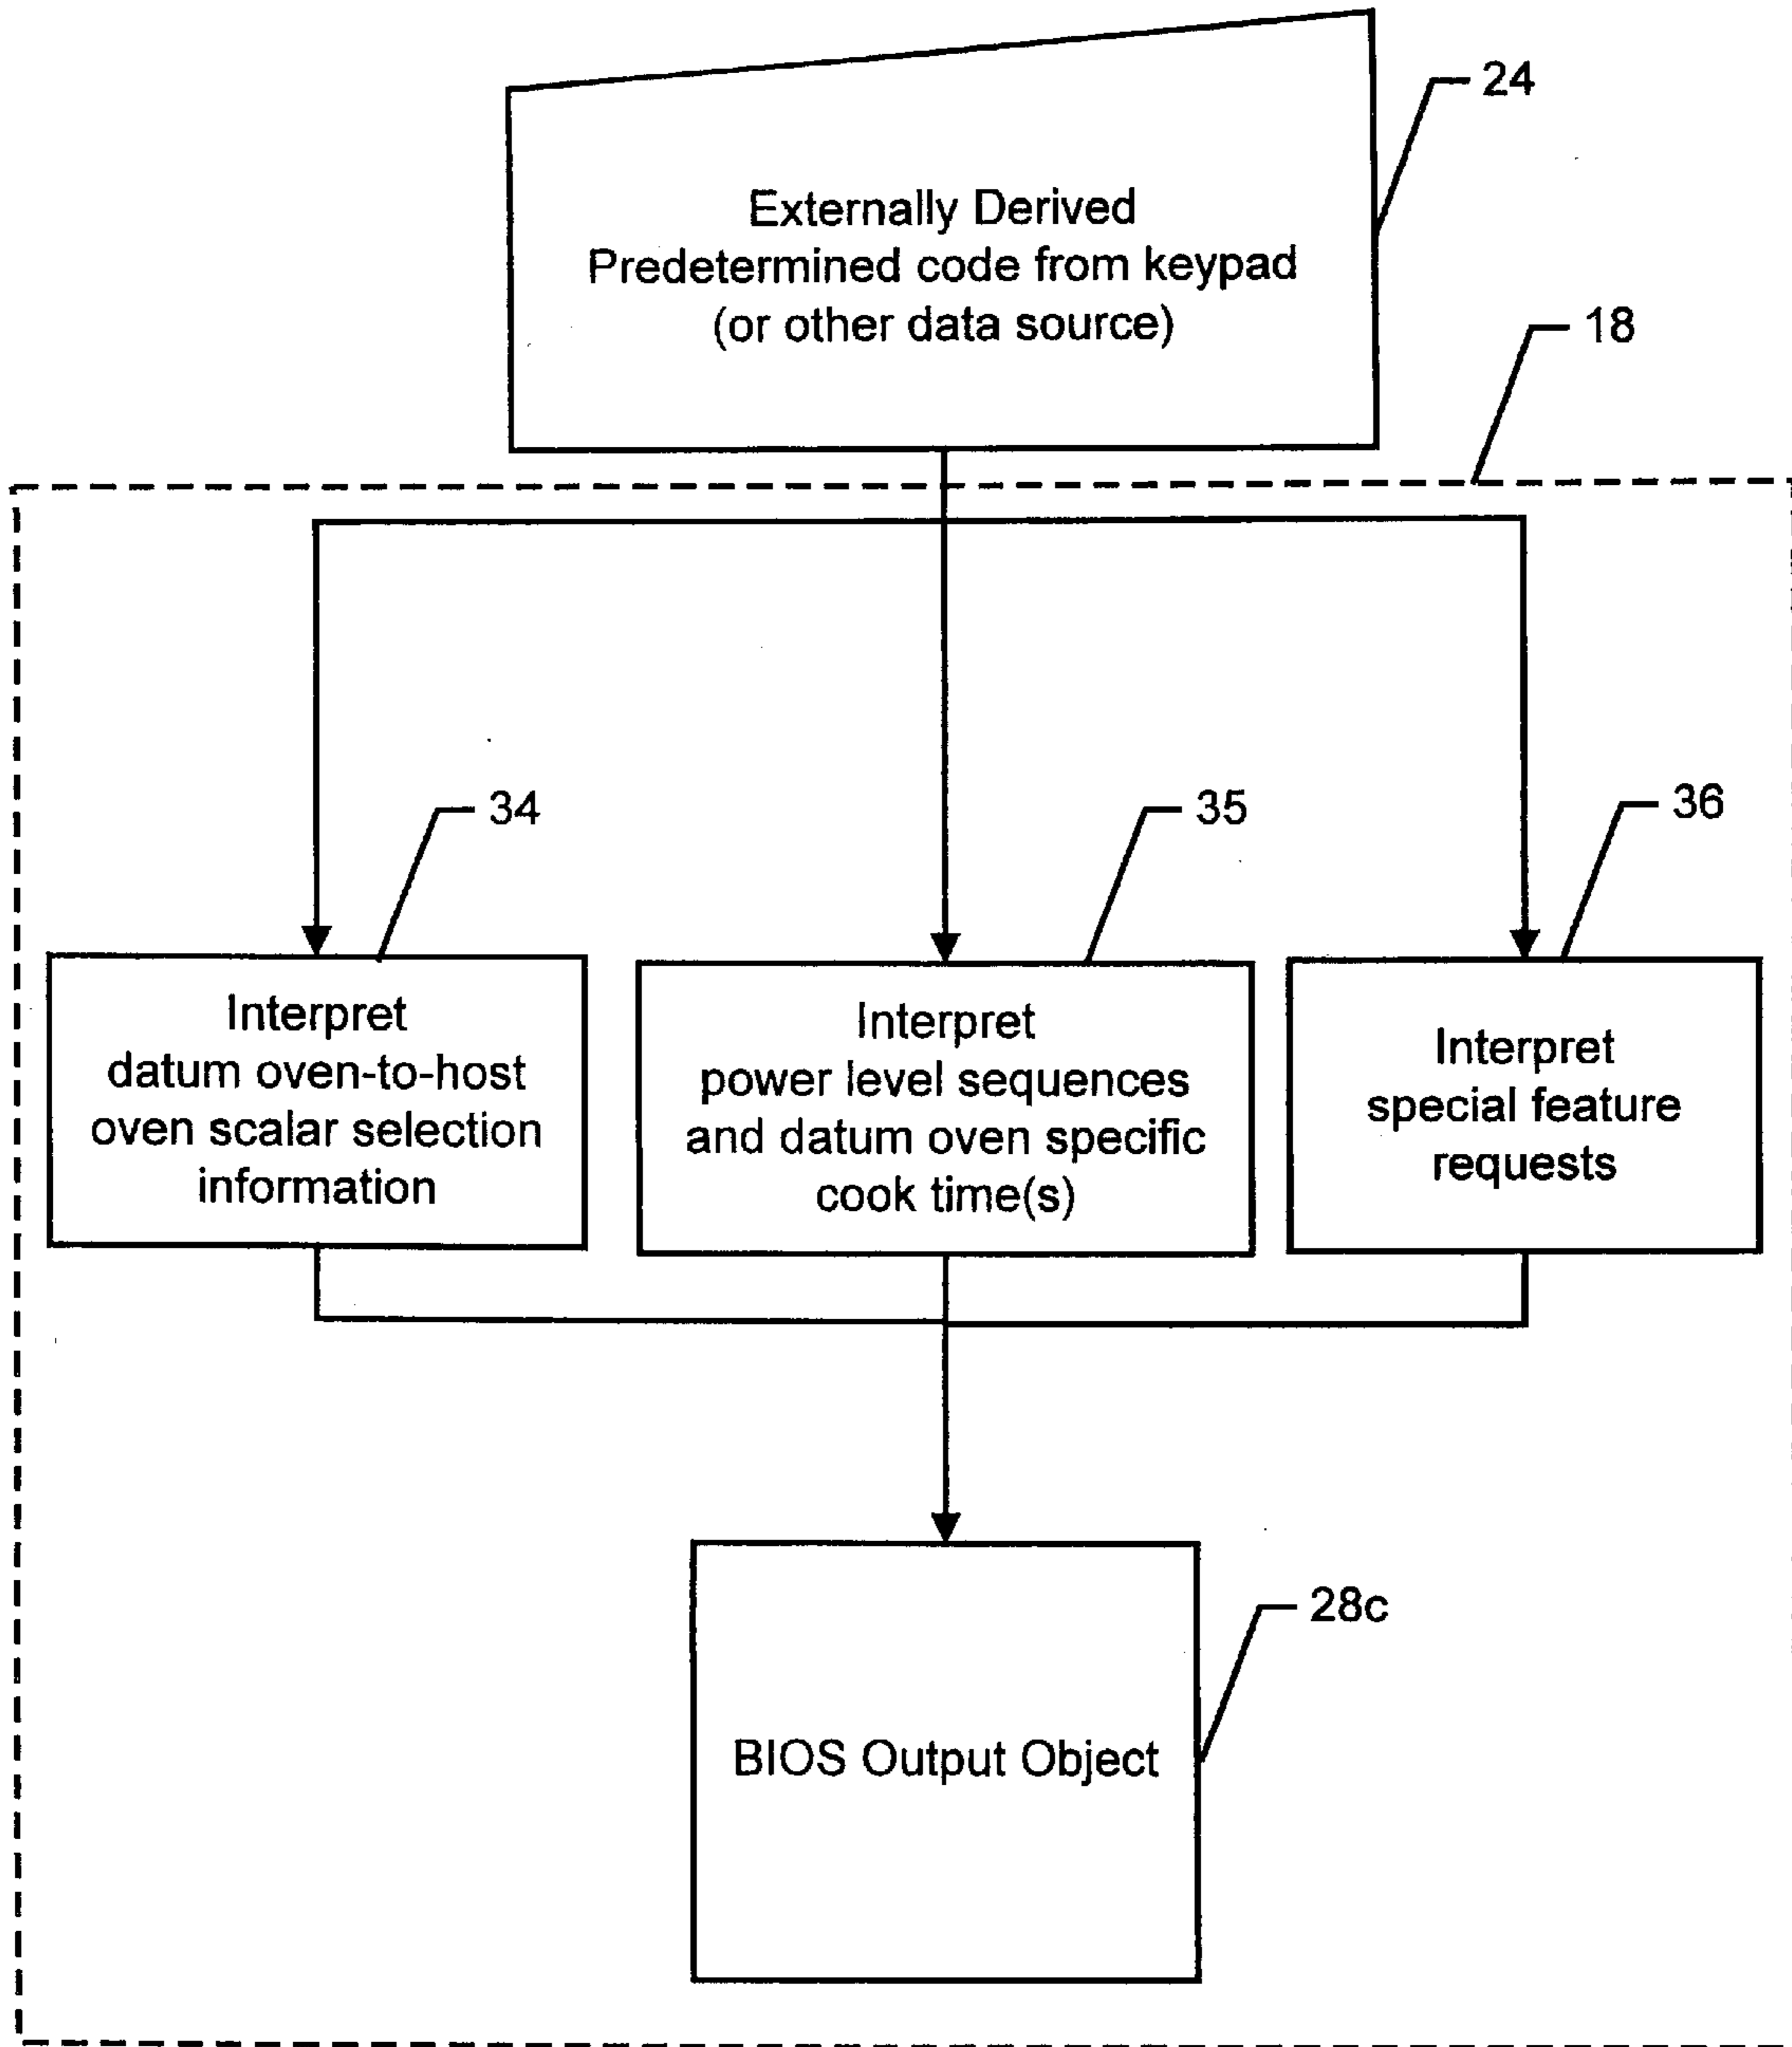 24
Externally Derived
Predetermined code from keypad
(or other data source)
18
34
35
36
Interpret
datum oven-to-host
oven scalar selection
information
Interpret
power level sequences
and datum oven specific
cook time(s)
Interpret
special feature
requests
28c
BIOS Output Object